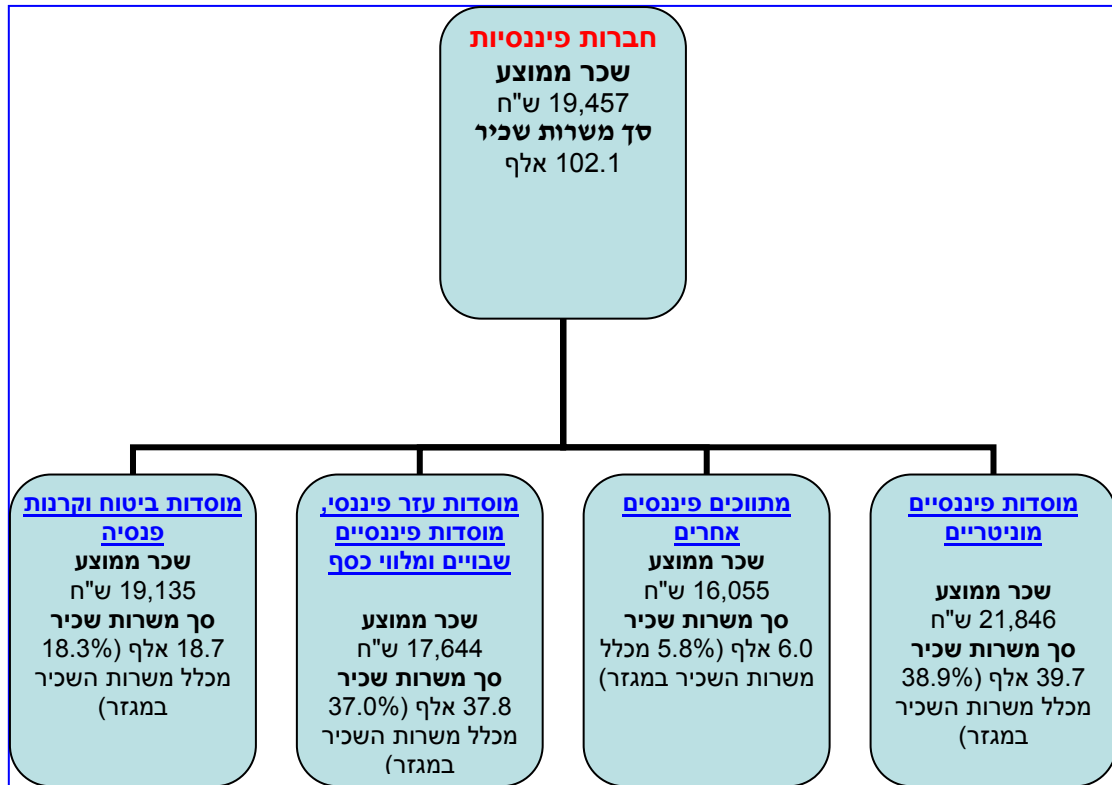 חברות פיננסיות
שכר ממוצע
19,457 ש"ח
סך משרות שכיר
102.1 אלף
מוסדות פיננסיים
מוניטריים
שכר ממוצע
21,846 ש"ח
סך משרות שכיר
39.7 אלף (38.9%
מכלל משרות השכיר
במגזר)
מתווכים פיננסים
אחרים
שכר ממוצע
16,055 ש"ח
סך משרות שכיר
6.0 אלף (5.8% מכלל
משרות השכיר במגזר)
מוסדות עזר פיננסי,
מוסדות פיננסיים
שבויים ומלווי כסף
שכר ממוצע
17,644 ש"ח
סך משרות שכיר
37.8 אלף (37.0%
מכלל משרות השכיר
במגזר)
מוסדות ביטוח וקרנות
פנסיה
שכר ממוצע
19,135 ש"ח
סך משרות שכיר
18.7 אלף (18.3%
מכלל משרות השכיר
במגזר)